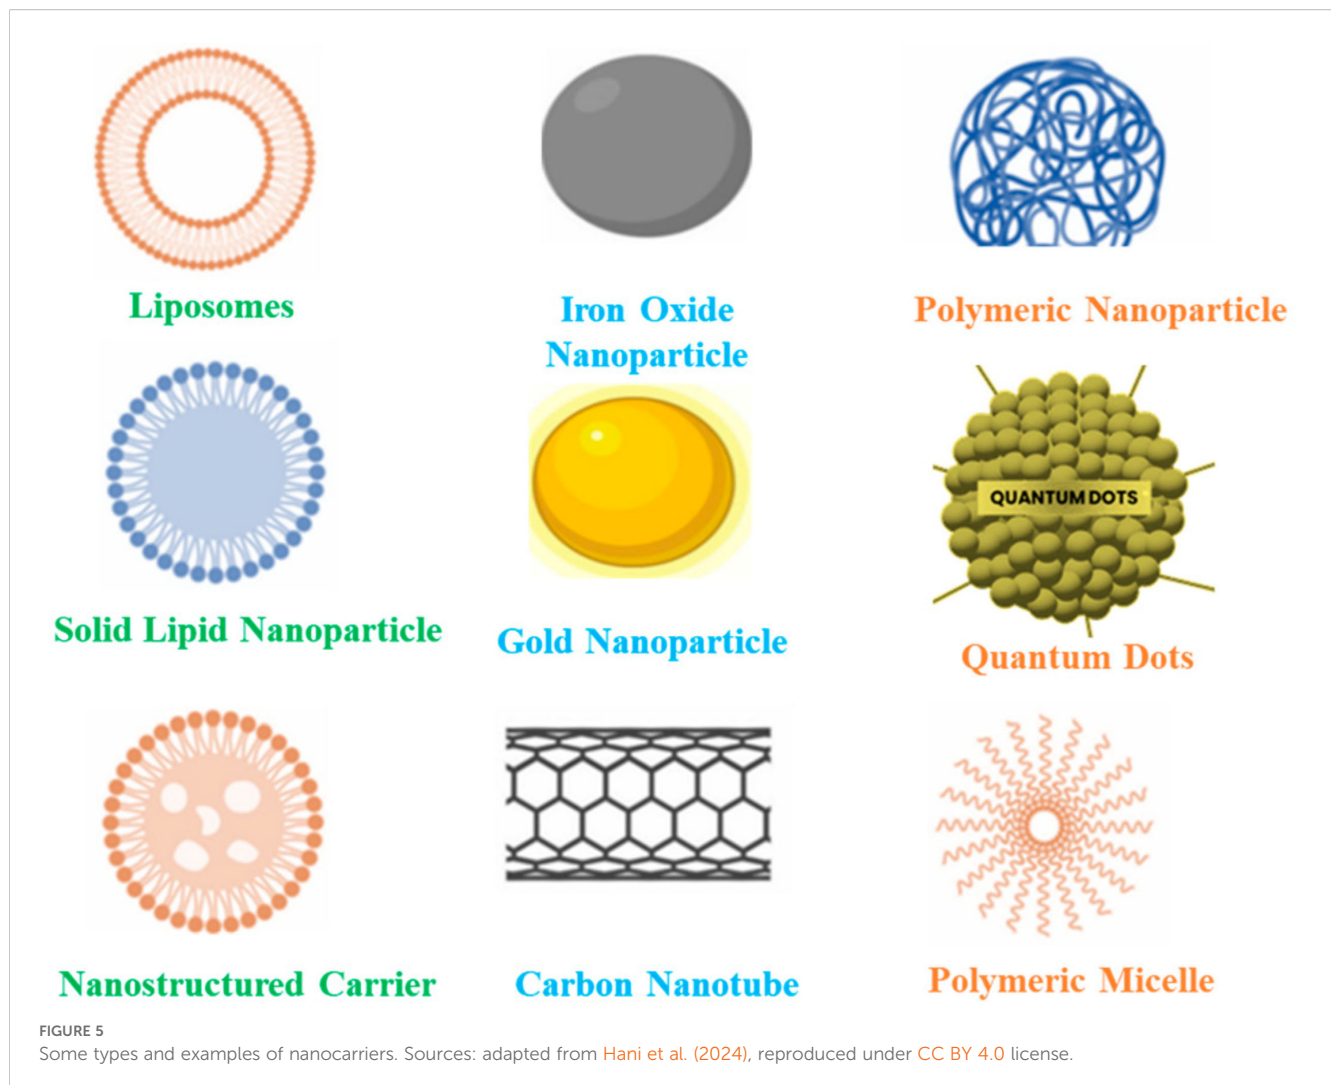 Liposomes
Iron Oxide
Nanoparticle
Polymeric Nanoparticle
Solid Lipid Nanoparticle
Gold Nanoparticle
QUANTUM DOTS
Quantum Dots
Nanostructured Carrier
Carbon Nanotube
Polymeric Micelle
FIGURE 5
Some types and examples of nanocarriers. Sources: adapted from Hani et al. (2024), reproduced under CC BY 4.0 license.